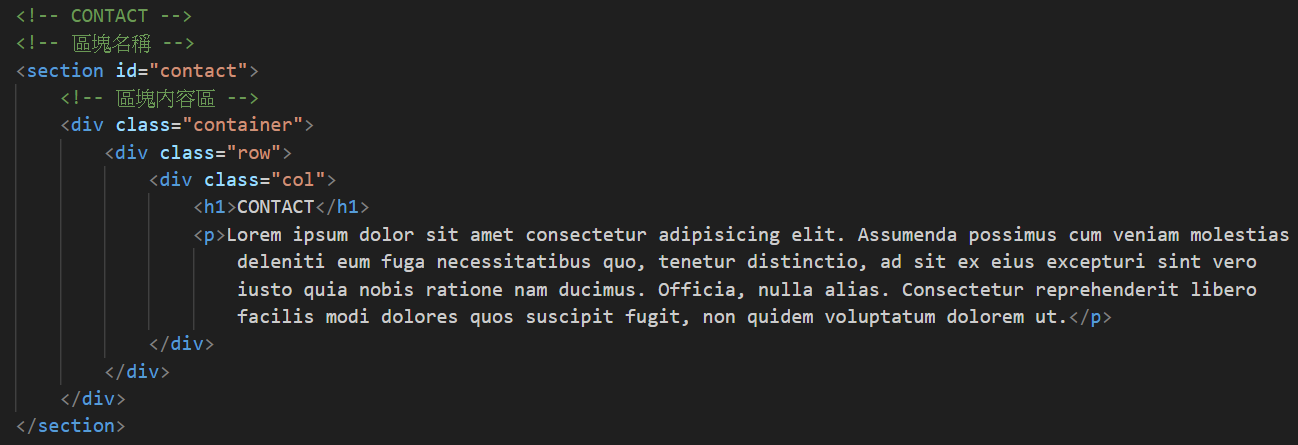 <!-- CONTACT -->
<!-- 區塊名稱 -->
<section id="contact">
<!-- 區塊內容區 -->
<div class="container">
<div class="row">
<div class="col">
<h1>CONTACT</h1>
<p>Lorem ipsum dolor sit amet consectetur adipisicing elit. Assumenda possimus cum veniam molestias
deleniti eum fuga necessitatibus quo, tenetur distinctio, ad sit ex eius excepturi sint vero
iusto quia nobis ratione nam ducimus. Officia, nulla alias. Consectetur reprehenderit libero
facilis modi dolores quos suscipit fugit, non quidem voluptatum dolorem ut.</p>
</div>
</div>
</div>
</section>